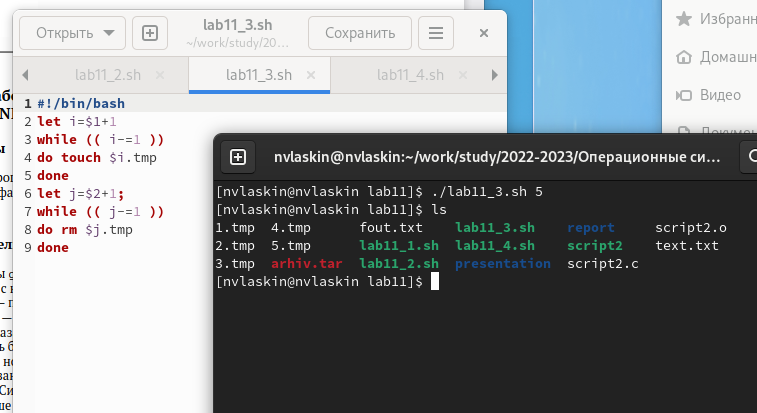 Открыть
lab11_3.sh
~/work/study/20...
Сохранить
lab11_2.sh
lab11_3.sh
lab11_4.sh
1 #!/bin/bash
2 let i=$1+1
3 while (( i-=1 ))
4 do touch $i.tmp
5 done
6 let j=$2+1;
7 while (( j-=1 ))
8 do rm $j.tmp
9 done
Домашн
Видео
nvlaskin@nvlaskin:~/work/study/2022-2023/Операционные си...
[nvlaskin@nvlaskin lab11]$ ./lab11_3.sh 5
[nvlaskin@nvlaskin lab11]$ ls
1.tmp 4.tmp fout.txt lab11_3.sh report script2.o
2.tmp 5.tmp lab11_1.sh lab11_4.sh script2 text.txt
3.tmp arhiv.tar lab11_2.sh presentation script2.c
[nvlaskin@nvlaskin lab11]$